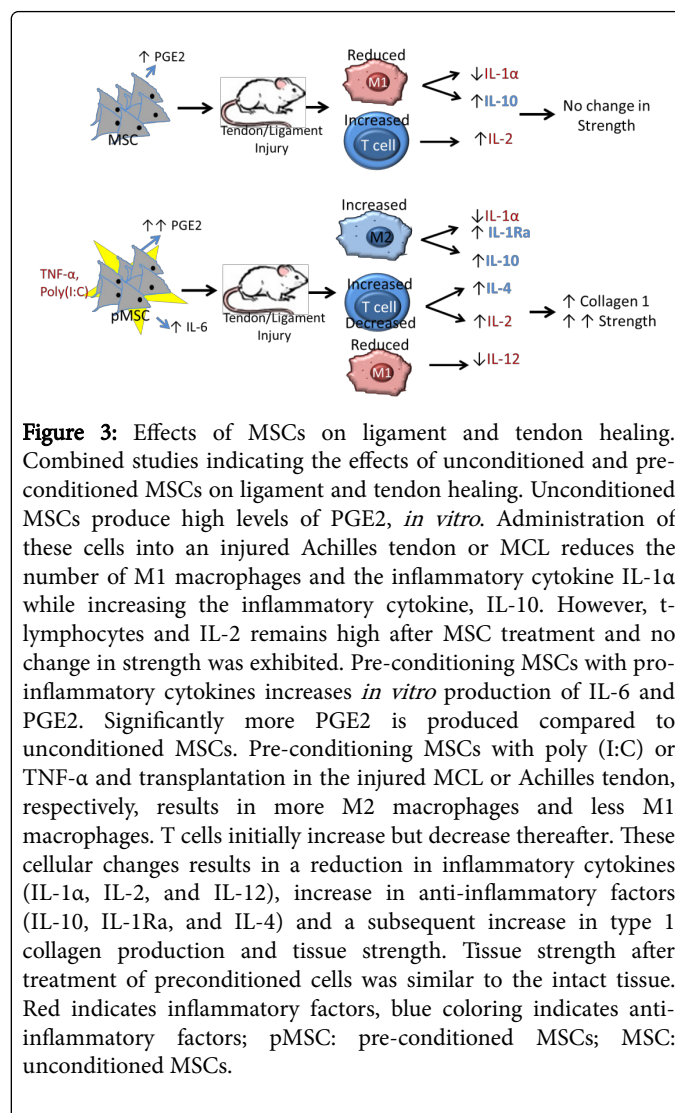 ↑ PGE2
MSC
Tendon/Ligament
Injury
Reduced
M1
Increased
T cell
↓IL-1α
↑IL-10
↑IL-2
No change in
Strength
↑↑ PGE2
TNF-α,
Poly(I:C)
pMSC
↑ IL-6
Tendon/Ligament
Injury
Increased
M2
Increased
T cell
Decreased
Reduced
M1
↓IL-1α
↑ IL-1Ra
↑IL-10
↑IL-4
↑IL-2
↓IL-12
↑ Collagen 1
↑ ↑ Strength
Figure 3: Effects of MSCs on ligament and tendon healing.
Combined studies indicating the effects of unconditioned and pre-
conditioned MSCs on ligament and tendon healing. Unconditioned
MSCs produce high levels of PGE2, in vitro. Administration of
these cells into an injured Achilles tendon or MCL reduces the
number of M1 macrophages and the inflammatory cytokine IL-1α
while increasing the inflammatory cytokine, IL-10. However, t-
lymphocytes and IL-2 remains high after MSC treatment and no
change in strength was exhibited. Pre-conditioning MSCs with pro-
inflammatory cytokines increases in vitro production of IL-6 and
PGE2. Significantly more PGE2 is produced compared to
unconditioned MSCs. Pre-conditioning MSCs with poly (I:C) or
TNF-α and transplantation in the injured MCL or Achilles tendon,
respectively, results in more M2 macrophages and less M1
macrophages. T cells initially increase but decrease thereafter. These
cellular changes results in a reduction in inflammatory cytokines
(IL-1α, IL-2, and IL-12), increase in anti-inflammatory factors
(IL-10, IL-1Ra, and IL-4) and a subsequent increase in type 1
collagen production and tissue strength. Tissue strength after
treatment of preconditioned cells was similar to the intact tissue.
Red indicates inflammatory factors, blue coloring indicates anti-
inflammatory factors; pMSC: pre-conditioned MSCs; MSC:
unconditioned MSCs.